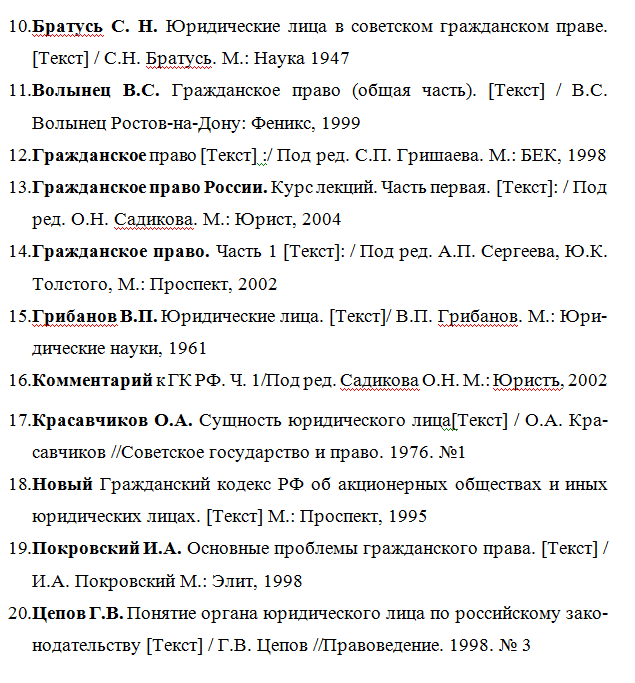 10.Братусь С. Н. Юридические лица в советском гражданском праве.
[Текст] / С.Н. Братусь. М.: Наука 1947
11.Волынец В.С. Гражданское право (общая часть). [Текст] / В.С.
Волынец Ростов-на-Дону: Феникс, 1999
12.Гражданское право [Текст] :/ Под ред. С.П. Гришаева. М.: БЕК, 1998
13.Гражданское право России. Курс лекций. Часть первая. [Текст]: / Под
ред. О.Н. Садикова. М.: Юрист, 2004
14.Гражданское право. Часть 1 [Текст]: / Под ред. А.П. Сергеева, Ю.К.
Толстого, М.: Проспект, 2002
15.Грибанов В.П. Юридические лица. [Текст]/ В.П. Грибанов. М.: Юри-
дические науки, 1961
16.Комментарий к ГК РФ. Ч. 1/Под ред. Садикова О.Н. М.: Юристъ, 2002
17.Красавчиков О.А. Сущность юридического лица[Текст] / О.А. Кра-
савчиков //Советское государство и право. 1976. №1
18.Новый Гражданский кодекс РФ об акционерных обществах и иных
юридических лицах. [Текст] М.: Проспект, 1995
19.Покровский И.А. Основные проблемы гражданского права. [Текст] /
И.А. Покровский М.: Элит, 1998
20.Цепов Г.В. Понятие органа юридического лица по российскому зако-
нодательству [Текст] / Г.В. Цепов //Правоведение. 1998. № 3